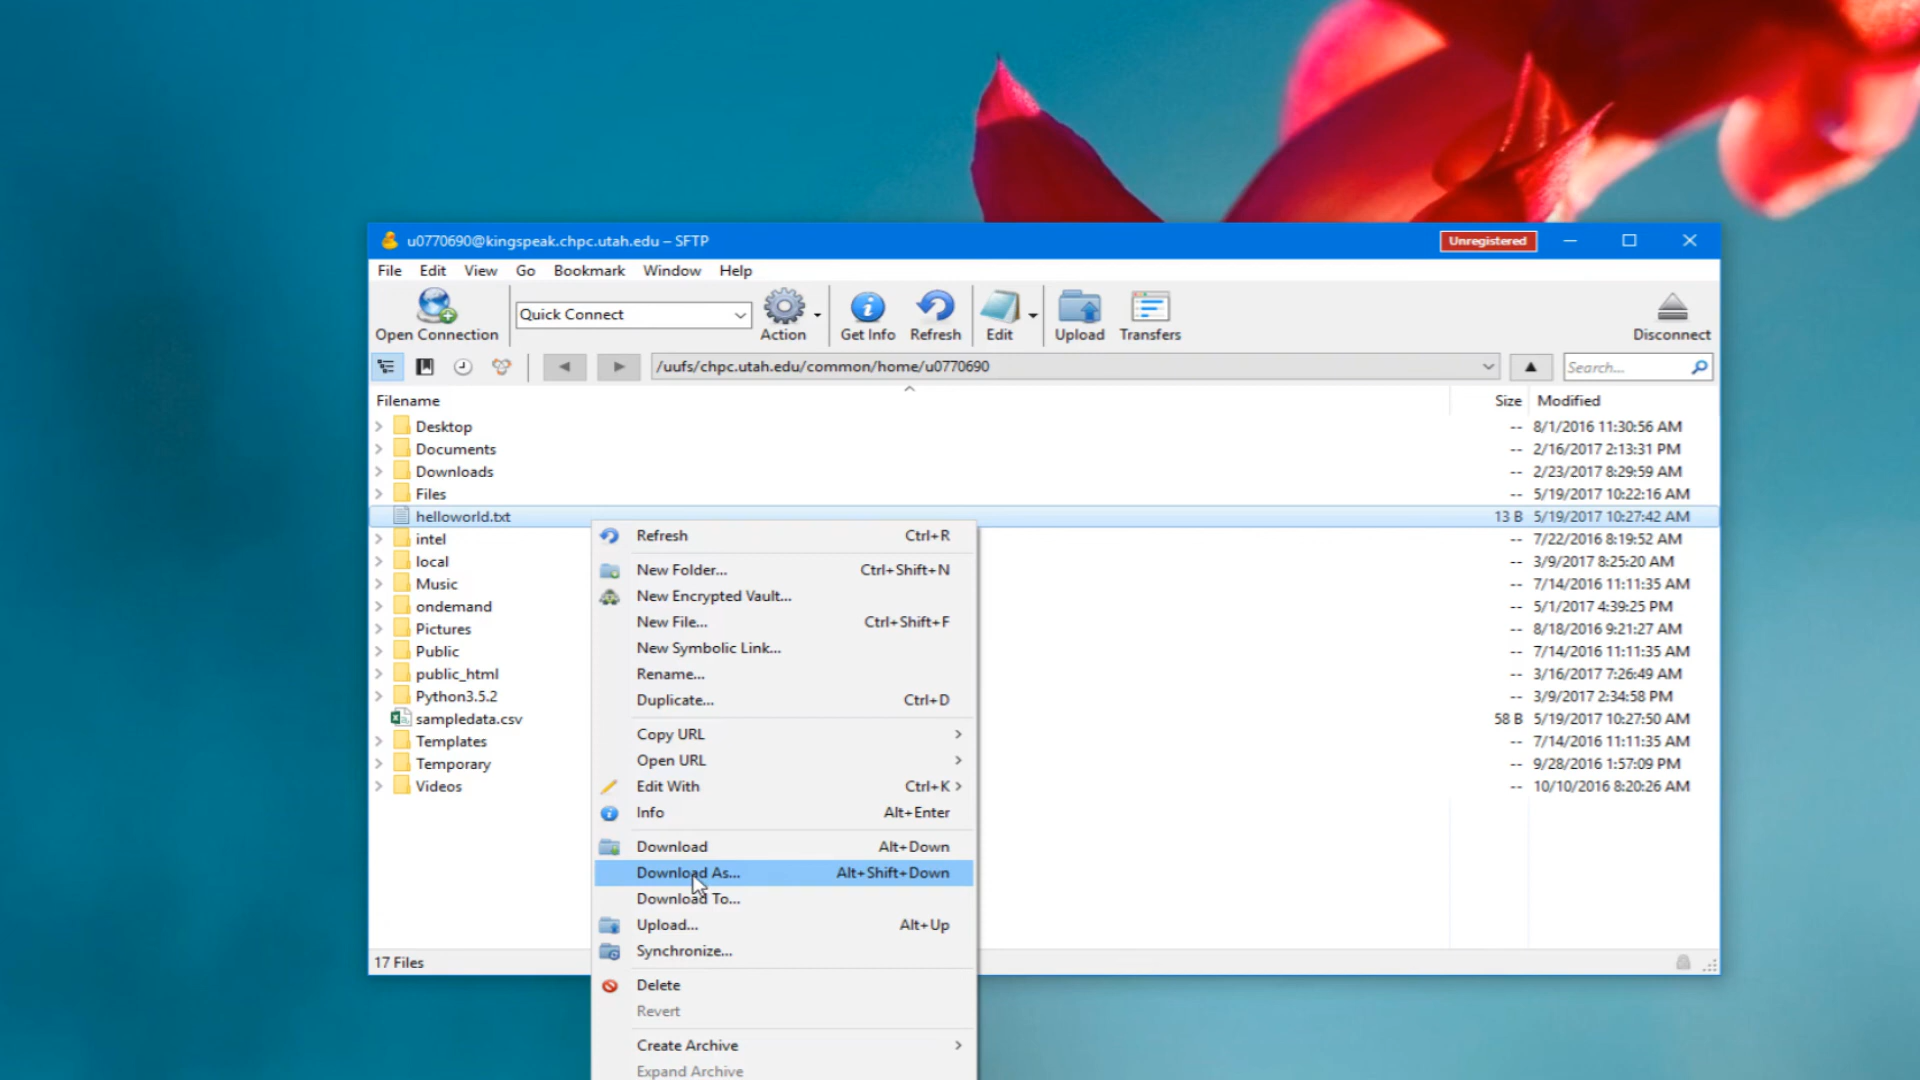 u0770690@kingspeak.chpc.utah.edu – SFTP
Unregistered
File Edit View Go Bookmark Window Help
Open Connection
Quick Connect
Action
Get Info
Refresh
Edit
Upload
Transfers
Disconnect
/uufs/chpc.utah.edu/common/home/u0770690
Search...
Filename Size Modified
Desktop -- 8/1/2016 11:30:56 AM
Documents -- 2/16/2017 2:13:31 PM
Downloads -- 2/23/2017 8:29:59 AM
Files -- 5/19/2017 10:22:16 AM
helloworld.txt 13 B 5/19/2017 10:27:42 AM
intel -- 7/22/2016 8:19:52 AM
local -- 3/9/2017 8:25:20 AM
Music -- 7/14/2016 11:11:35 AM
ondemand -- 5/1/2017 4:39:25 PM
Pictures -- 8/18/2016 9:21:27 AM
Public -- 7/14/2016 11:11:35 AM
public_html -- 3/16/2017 7:26:49 AM
Python3.5.2 -- 3/9/2017 2:34:58 PM
sampledata.csv 58 B 5/19/2017 10:27:50 AM
Templates -- 7/14/2016 11:11:35 AM
Temporary -- 9/28/2016 1:57:09 PM
Videos -- 10/10/2016 8:20:26 AM
Refresh Ctrl+R
New Folder... Ctrl+Shift+N
New Encrypted Vault...
New File... Ctrl+Shift+F
New Symbolic Link...
Rename...
Duplicate... Ctrl+D
Copy URL
Open URL
Edit With Ctrl+K
Info Alt+Enter
Download Alt+Down
Download As... Alt+Shift+Down
Download To...
Upload... Alt+Up
Synchronize...
Delete
Revert
Create Archive
Expand Archive
17 Files